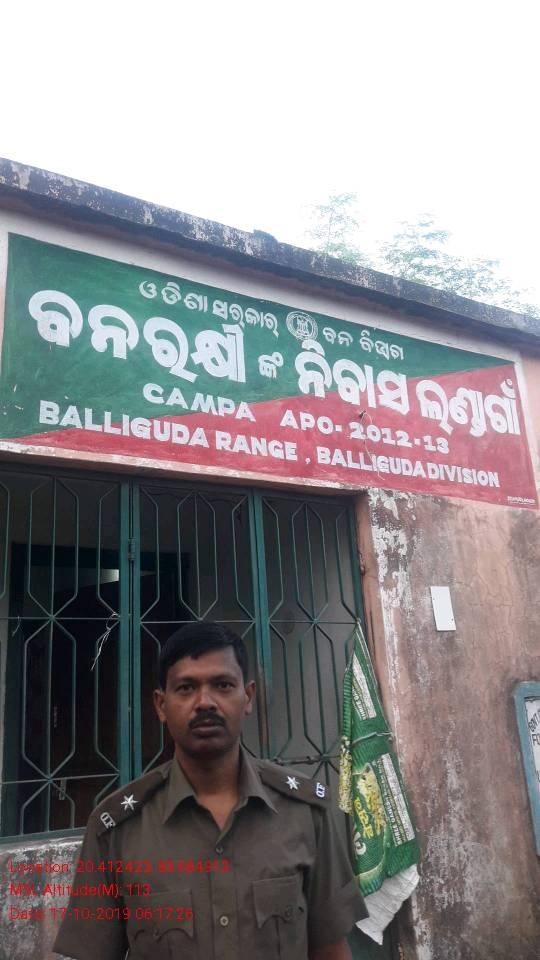 ଓଡିଶା ସରକାର ବନ ବିଭାଗ
ବନରକ୍ଷୀ ଙ୍କ ନିବାସ ଲଣ୍ଡଗାଁ
CAMPA APO-2012-13
BALLIGUDA RANGE, BALLIGUDA DIVISION
Location: 20.412423, 83.684913
MSL Altitude(M): 113
Date: 17-10-2019 06:17:26